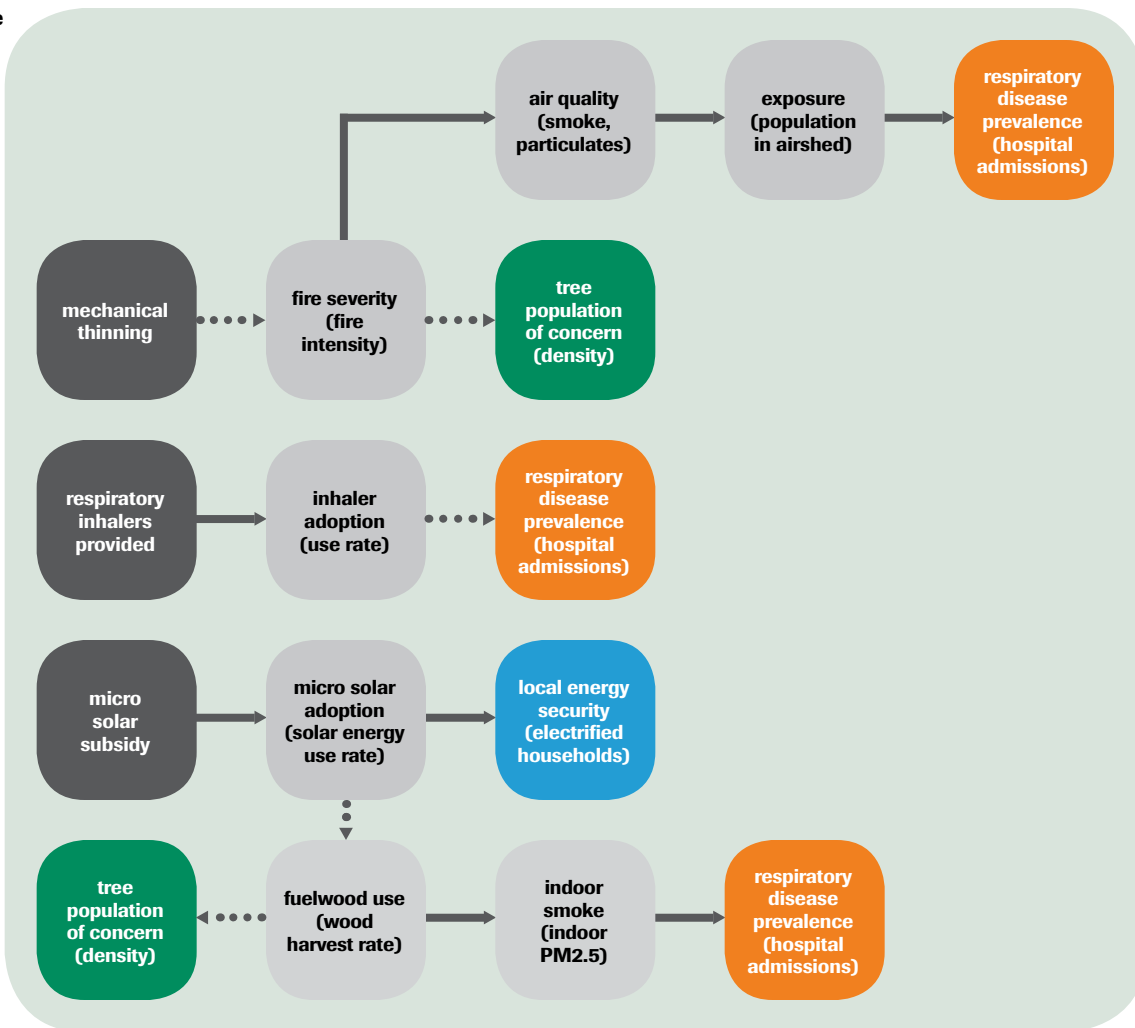 e
air quality
(smoke,
particulates)
exposure
(population
in airshed)
respiratory
disease
prevalence
(hospital
admissions)
mechanical
thinning
fire severity
(fire
intensity)
tree
population
of concern
(density)
respiratory
inhalers
provided
inhaler
adoption
(use rate)
respiratory
disease
prevalence
(hospital
admissions)
micro
solar
subsidy
micro solar
adoption
(solar energy
use rate)
local energy
security
(electrified
households)
tree
population
of concern
(density)
fuelwood use
(wood
harvest rate)
indoor
smoke
(indoor
PM2.5)
respiratory
disease
prevalence
(hospital
admissions)